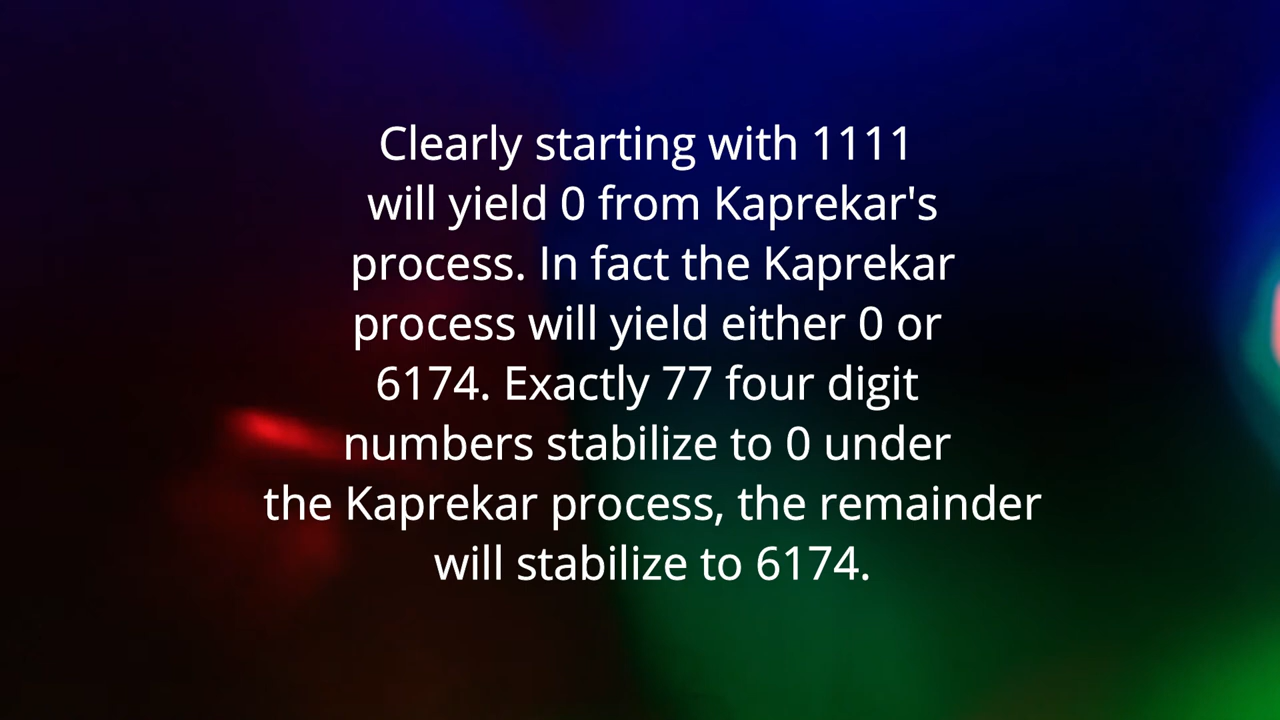 Clearly starting with 1111
will yield 0 from Kaprekar's
process. In fact the Kaprekar
process will yield either 0 or
6174. Exactly 77 four digit
numbers stabilize to 0 under
the Kaprekar process, the remainder
will stabilize to 6174.